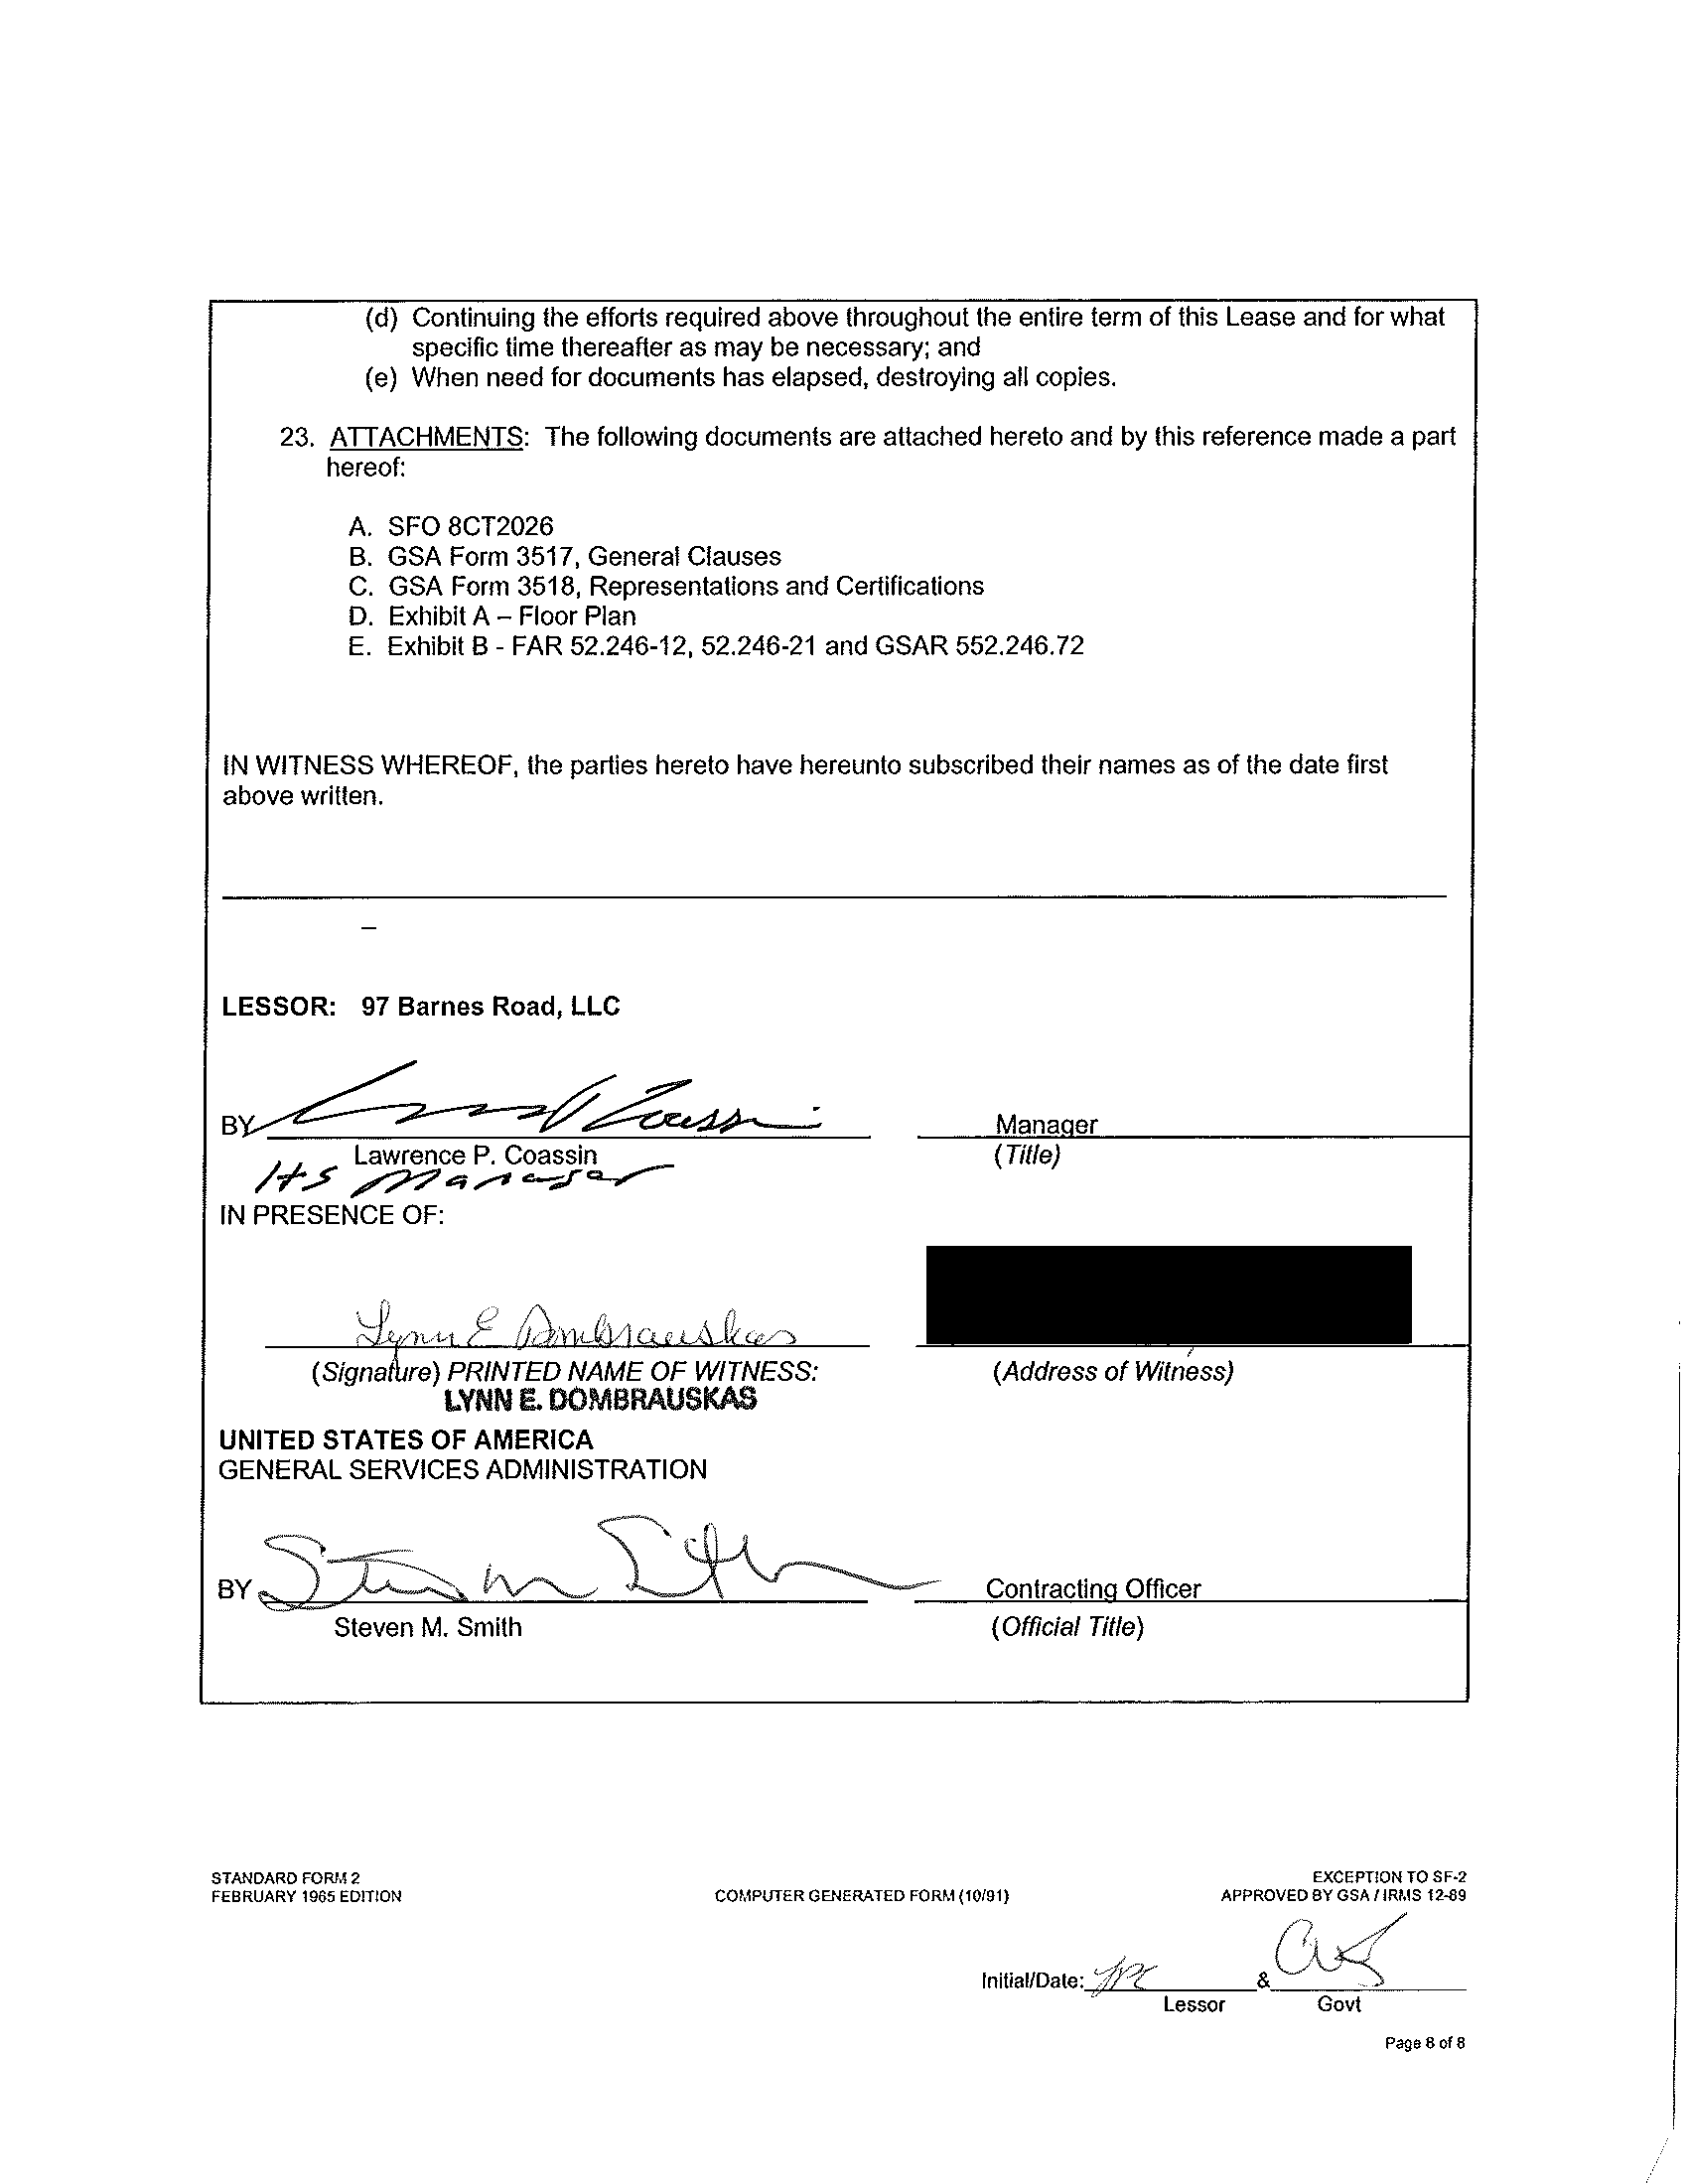 (d) Continuing the efforts required above throughout the entire term of this Lease and for what
specific time thereafter as may be necessary; and
(e) When need for documents has elapsed, destroying all copies.
23. ATTACHMENTS: The following documents are attached hereto and by this reference made a part
hereof:
A. SFO 8CT2026
B. GSA Form 3517, General Clauses
C. GSA Form 3518, Representations and Certifications
D. Exhibit A – Floor Plan
E. Exhibit B - FAR 52.246-12, 52.246-21 and GSAR 552.246.72
IN WITNESS WHEREOF, the parties hereto have hereunto subscribed their names as of the date first
above written.
LESSOR: 97 Barnes Road, LLC
BY Manager
Lawrence P. Coassin (Title)
Its Manager
IN PRESENCE OF:
Lynn E Dombrauskas
(Signature) PRINTED NAME OF WITNESS: (Address of Witness)
LYNN E. DOMBRAUSKAS
UNITED STATES OF AMERICA
GENERAL SERVICES ADMINISTRATION
BY Contracting Officer
Steven M. Smith (Official Title)
STANDARD FORM 2 EXCEPTION TO SF-2
FEBRUARY 1965 EDITION COMPUTER GENERATED FORM (10/91) APPROVED BY GSA / IRMS 12-89
Initial/Date: &
Lessor Govt
Page 8 of 8